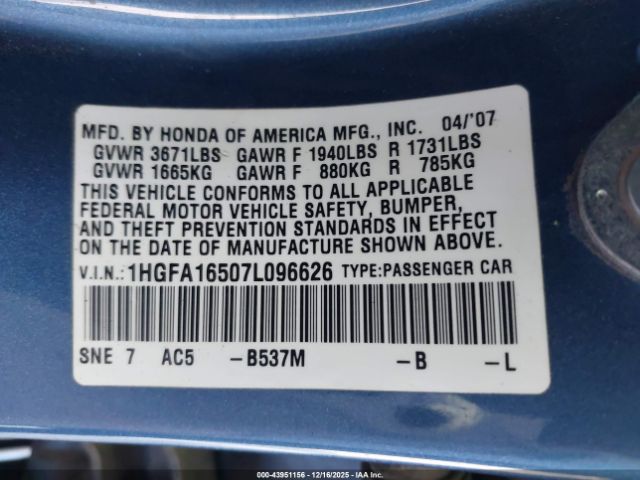 MFD. BY HONDA OF AMERICA MFG., INC. 04/'07
GVWR 3671LBS GAWR F 1940LBS R 1731LBS
GVWR 1665KG GAWR F 880KG R 785KG
THIS VEHICLE CONFORMS TO ALL APPLICABLE
FEDERAL MOTOR VEHICLE SAFETY, BUMPER,
AND THEFT PREVENTION STANDARDS IN EFFECT
ON THE DATE OF MANUFACTURE SHOWN ABOVE.
V.I.N.: 1HGFA16507L096626 TYPE:PASSENGER CAR
SNE 7 AC5 -B537M -B -L
000-43951156 - 12/16/2025 - IAAI.COM